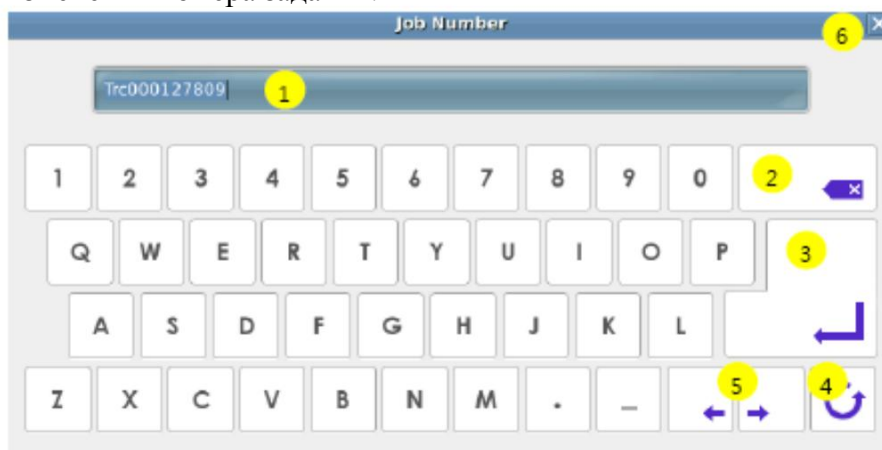 Job Number
6
Trc000127809
1
1 2 3 4 5 6 7 8 9 0 2
Q W E R T Y U I O P 3
A S D F G H J K L
Z X C V B N M . _ 5 4